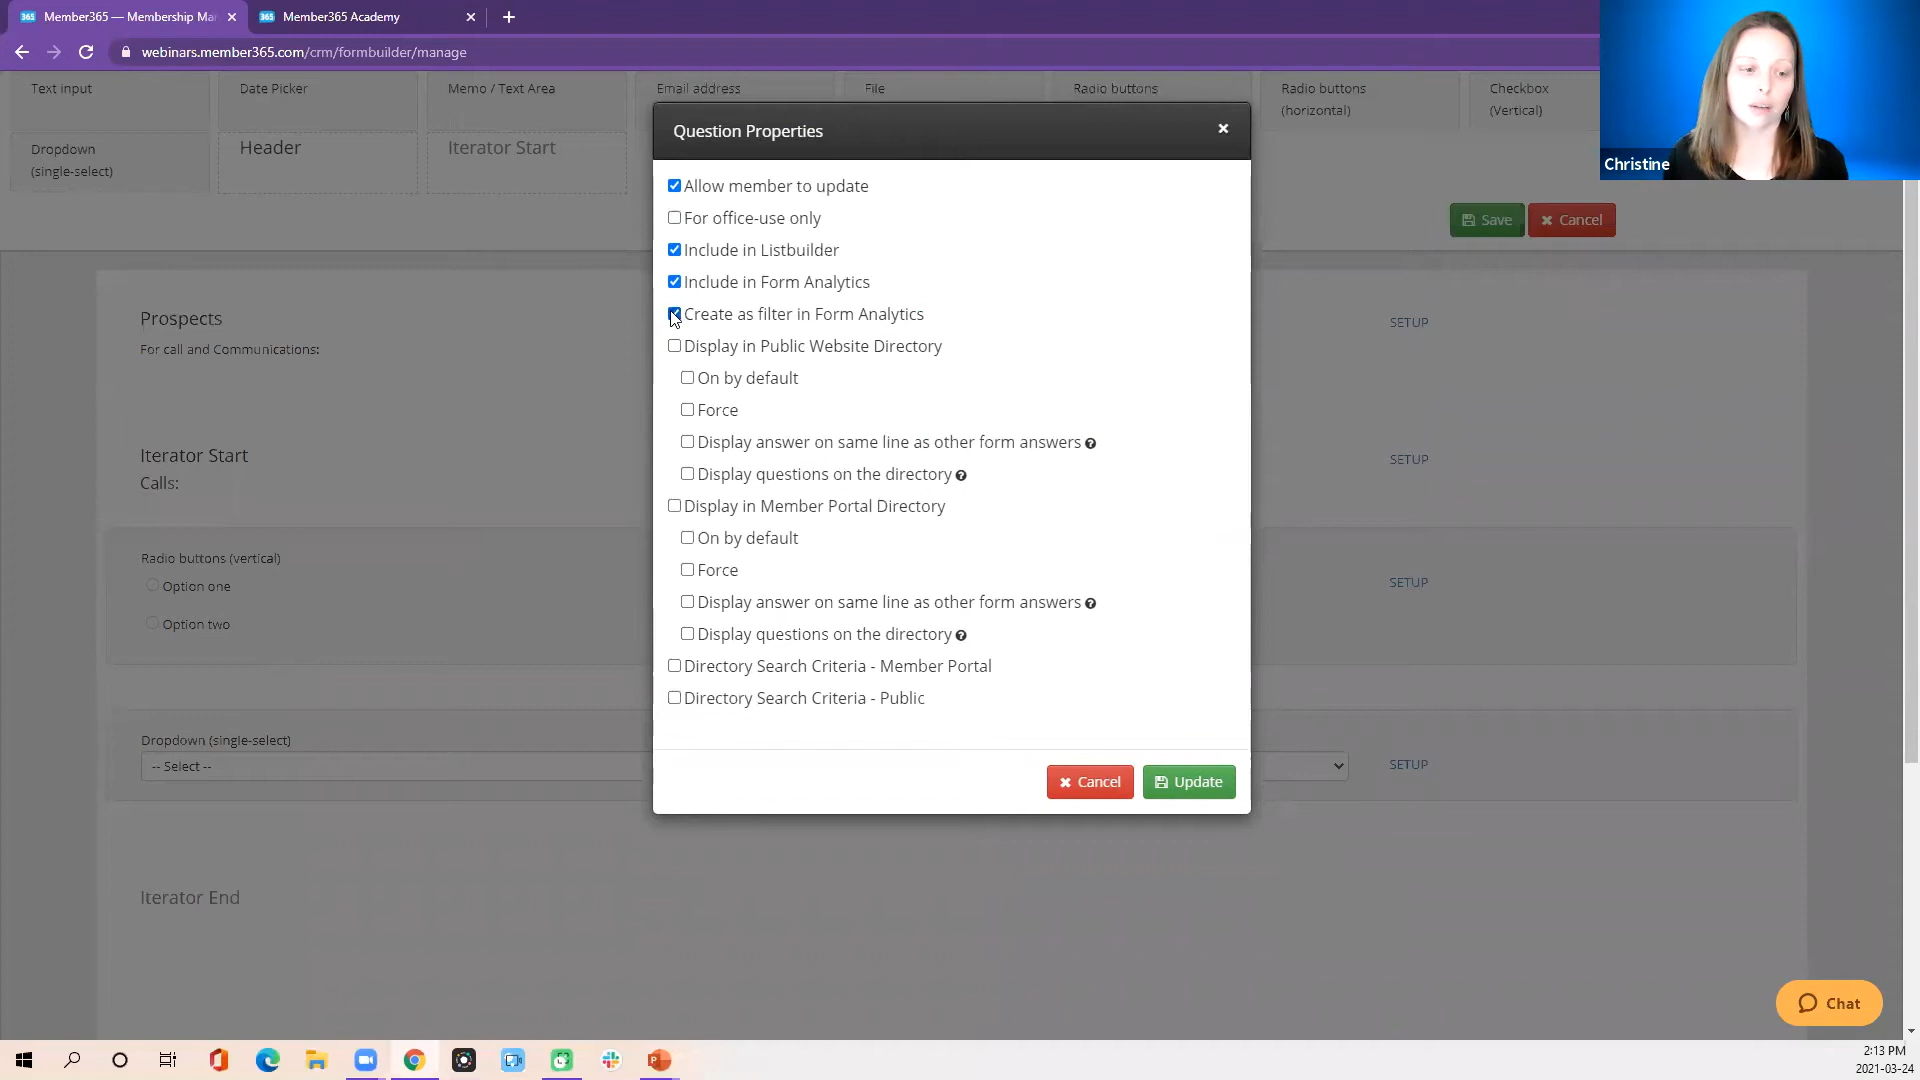 365 Member365 — Membership Ma
365 Member365 Academy
webinars.member365.com/crm/formbuilder/manage
Text input
Date Picker
Memo / Text Area
Email address
File
Radio buttons
Radio buttons
(horizontal)
Checkbox
(Vertical)
Dropdown
(single-select)
Header
Iterator Start
Save
Cancel
Christine
Question Properties
Allow member to update
For office-use only
Include in Listbuilder
Include in Form Analytics
Create as filter in Form Analytics
Display in Public Website Directory
On by default
Force
Display answer on same line as other form answers
Display questions on the directory
Display in Member Portal Directory
On by default
Force
Display answer on same line as other form answers
Display questions on the directory
Directory Search Criteria - Member Portal
Directory Search Criteria - Public
Cancel
Update
Prospects
SETUP
For call and Communications:
Iterator Start
SETUP
Calls:
Radio buttons (vertical)
Option one
SETUP
Option two
Dropdown (single-select)
-- Select --
SETUP
Iterator End
Chat
2:13 PM
2021-03-24